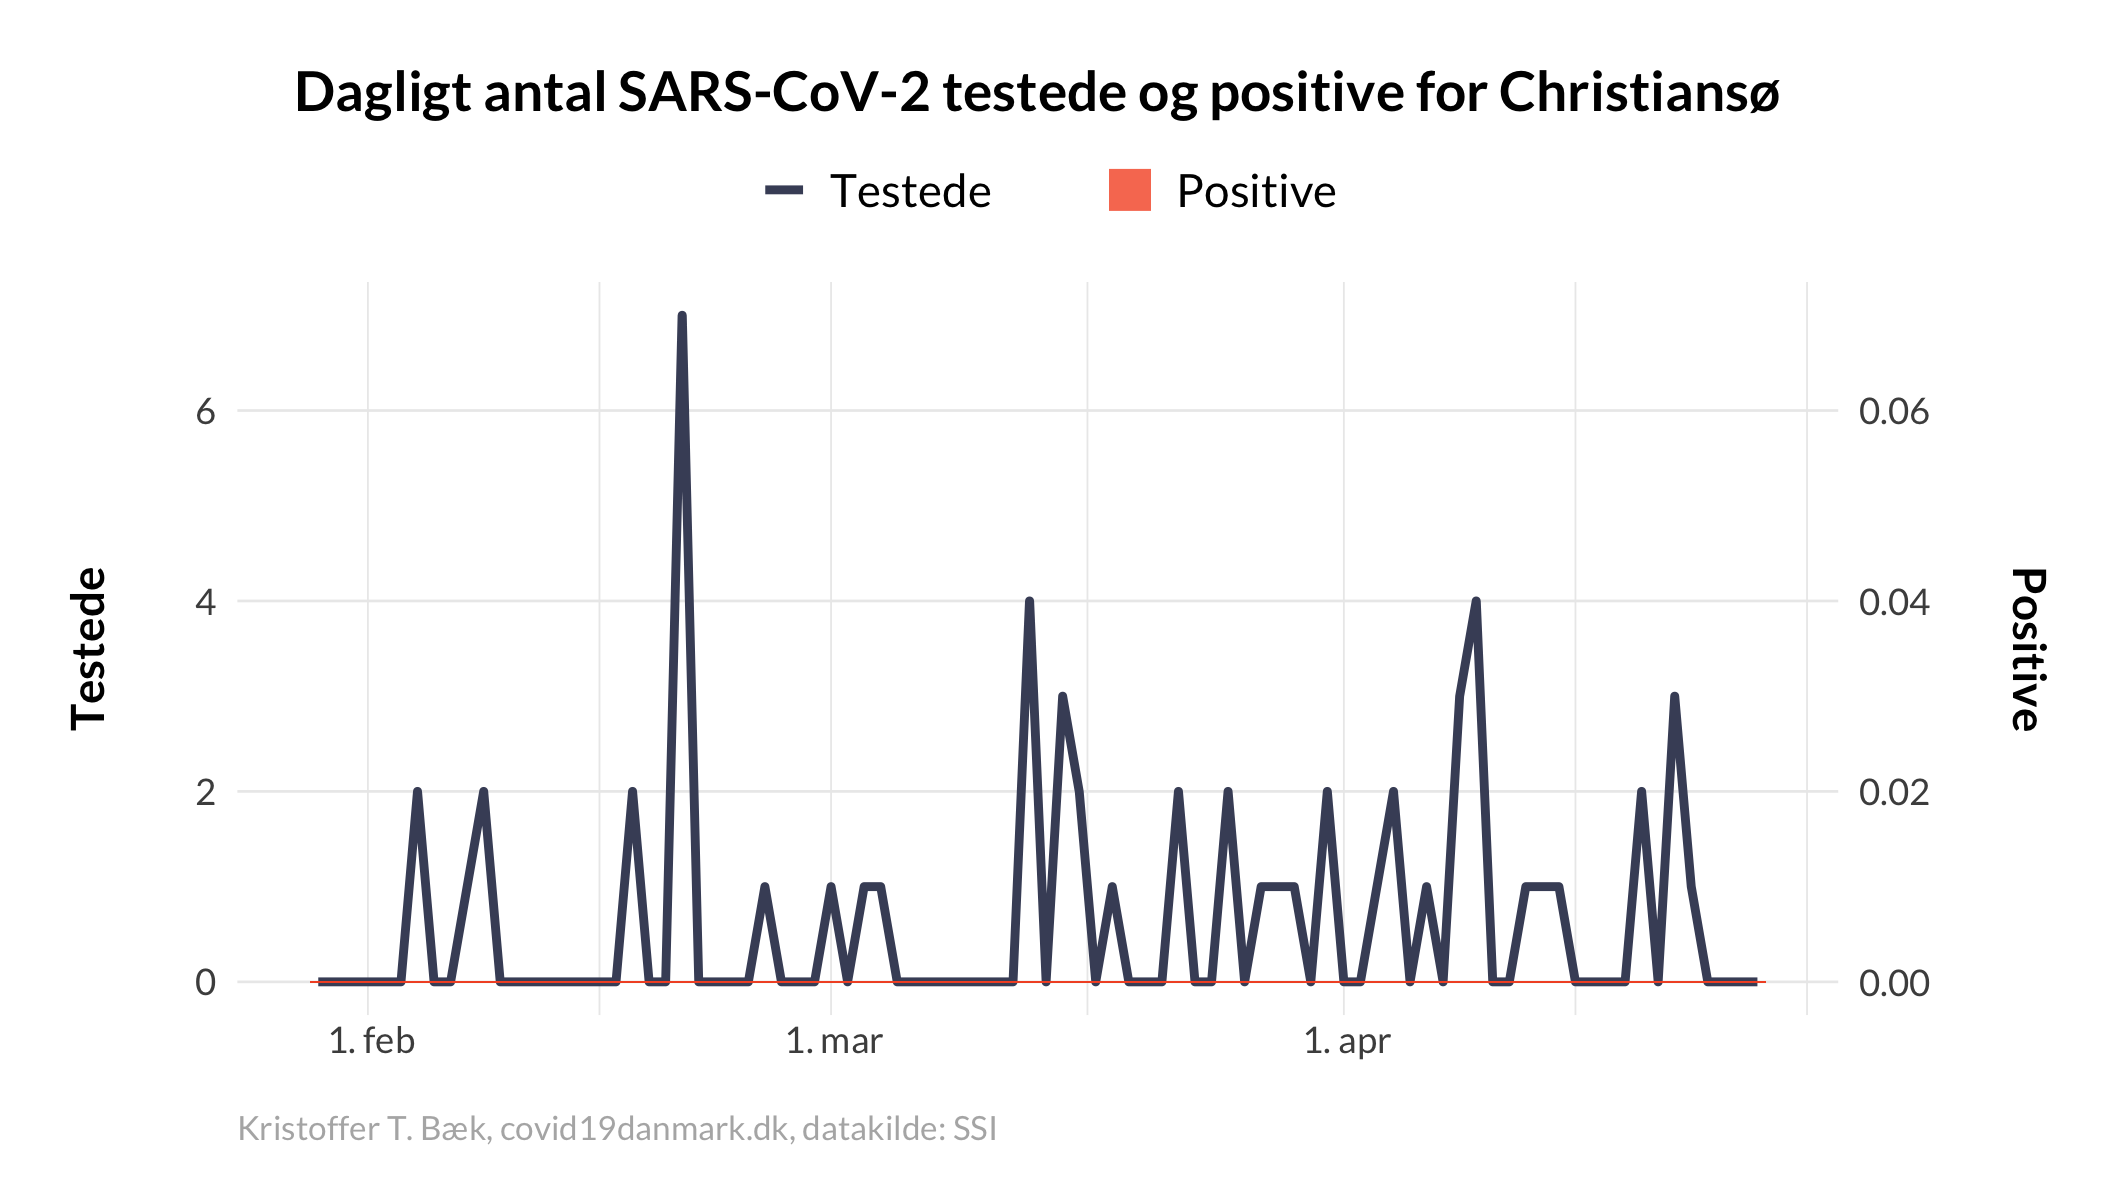 Dagligt antal SARS-CoV-2 testede og positive for Christiansø
Testede Positive
6 0.06
4 0.04
2 0.02
0 0.00
Testede
Positive
1. feb 1. mar 1. apr
Kristoffer T. Bæk, covid19danmark.dk, datakilde: SSI